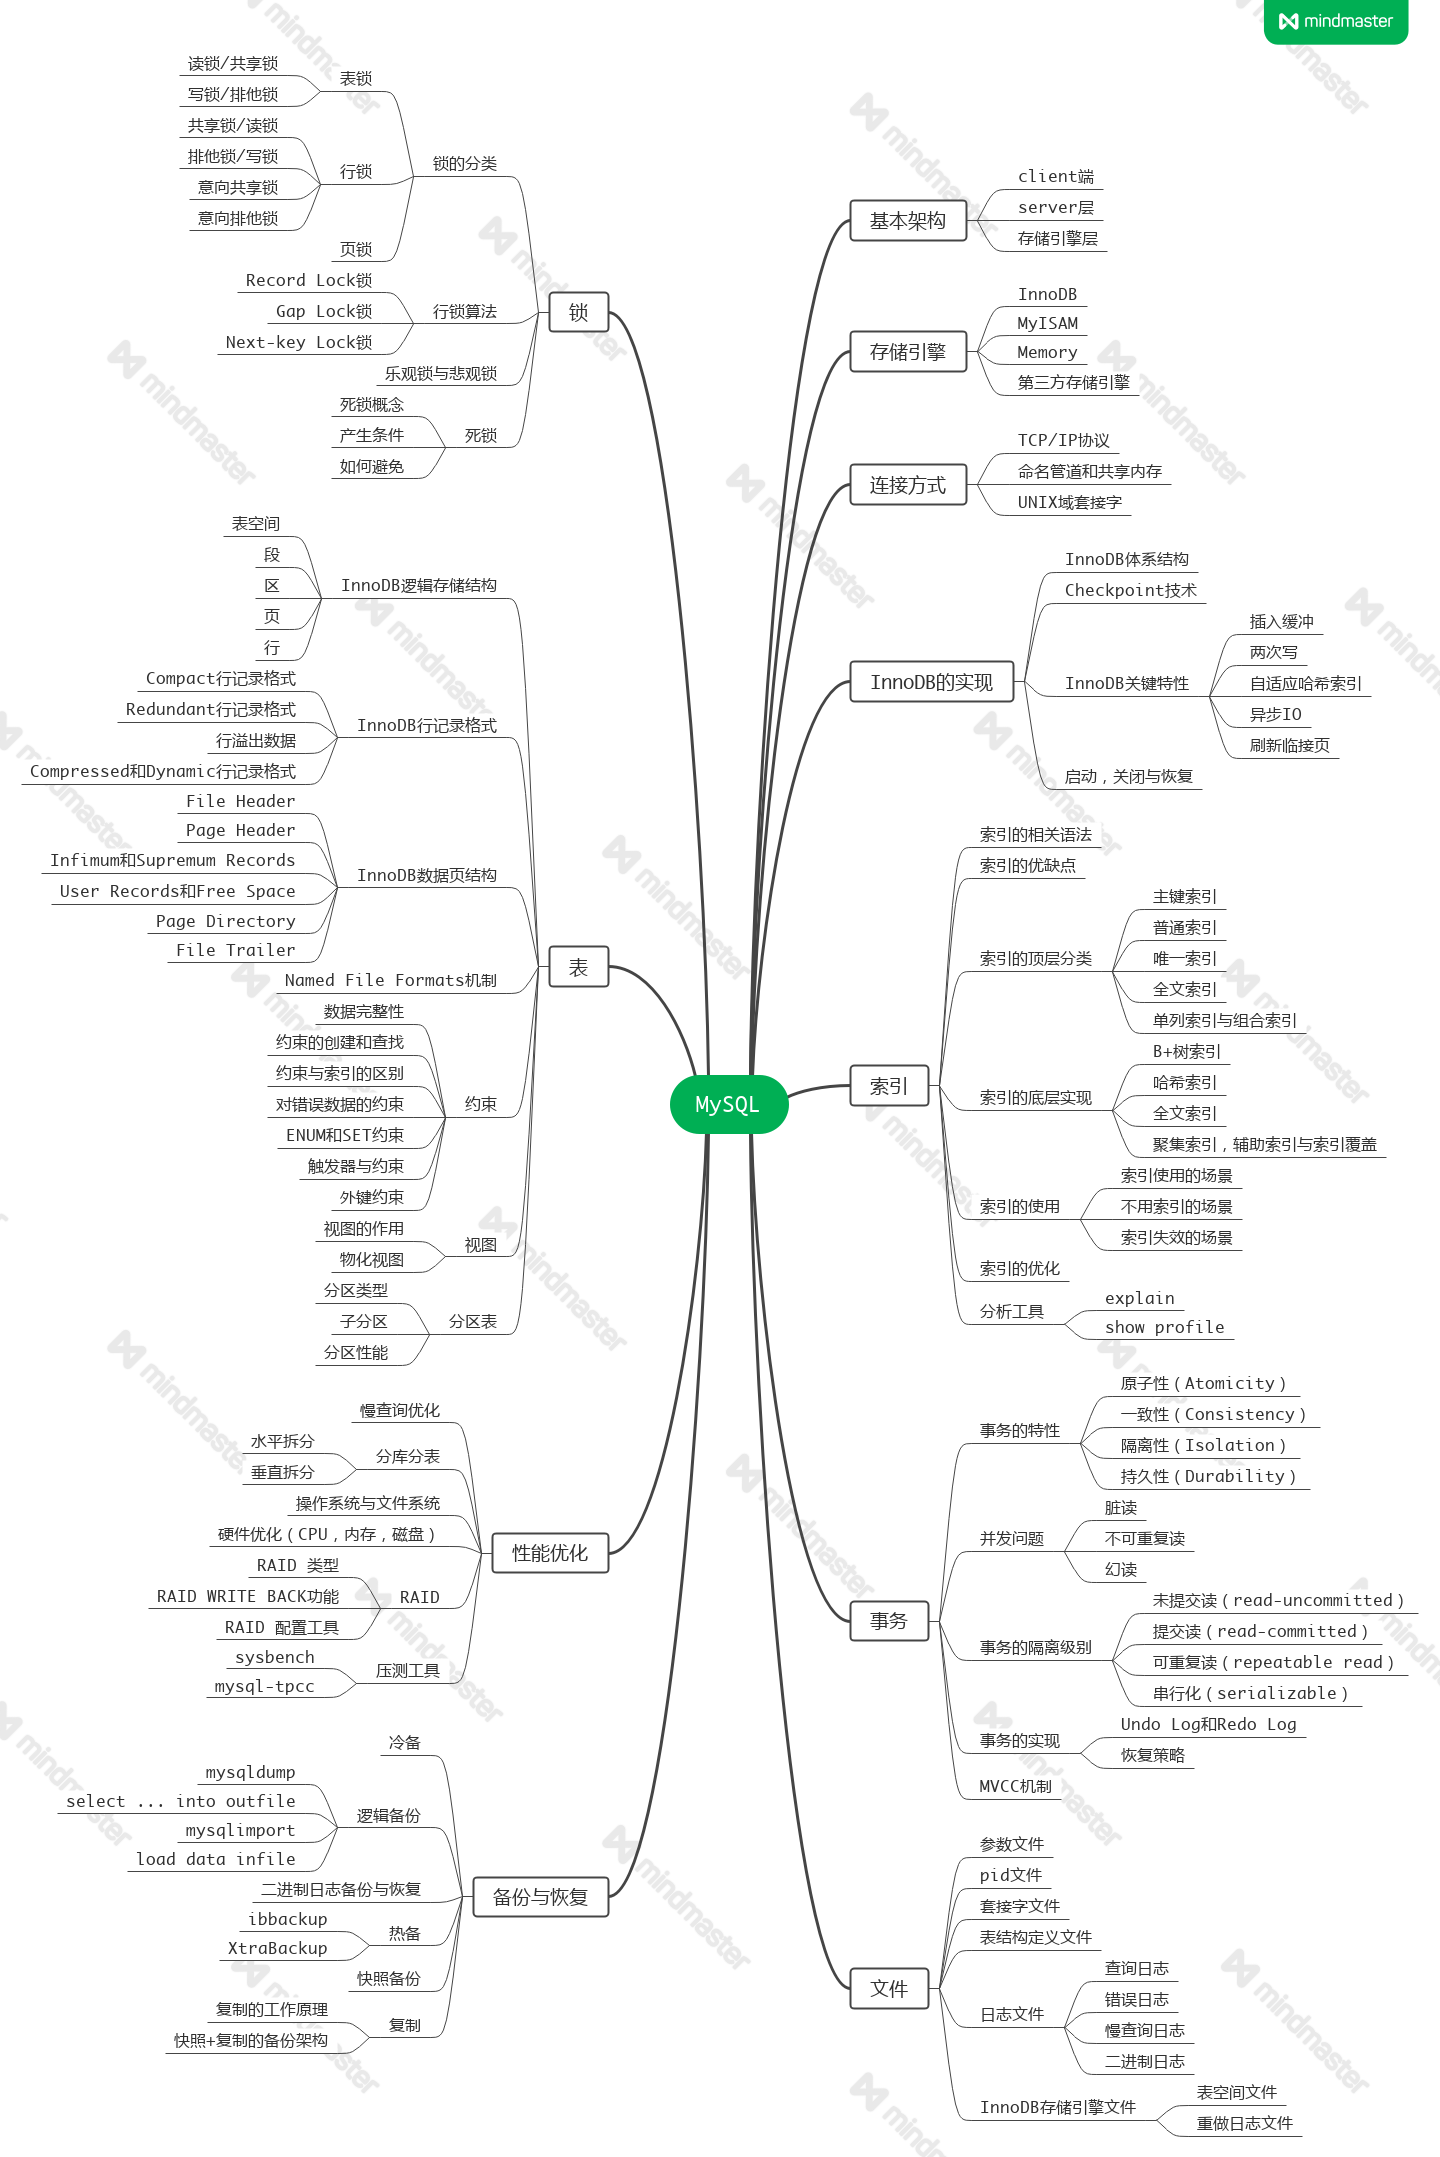 mindmaster
MySQL
基本架构
client端
server层
存储引擎层
存储引擎
InnoDB
MyISAM
Memory
第三方存储引擎
连接方式
TCP/IP协议
命名管道和共享内存
UNIX域套接字
InnoDB的实现
InnoDB体系结构
Checkpoint技术
InnoDB关键特性
插入缓冲
两次写
自适应哈希索引
异步IO
刷新临接页
启动，关闭与恢复
索引
索引的相关语法
索引的优缺点
索引的顶层分类
主键索引
普通索引
唯一索引
全文索引
单列索引与组合索引
索引的底层实现
B+树索引
哈希索引
全文索引
聚集索引，辅助索引与索引覆盖
索引的使用
索引使用的场景
不用索引的场景
索引失效的场景
索引的优化
分析工具
explain
show profile
事务
事务的特性
原子性（Atomicity）
一致性（Consistency）
隔离性（Isolation）
持久性（Durability）
并发问题
脏读
不可重复读
幻读
事务的隔离级别
未提交读（read-uncommitted）
提交读（read-committed）
可重复读（repeatable read）
串行化（serializable）
事务的实现
Undo Log和Redo Log
恢复策略
MVCC机制
文件
参数文件
pid文件
套接字文件
表结构定义文件
日志文件
查询日志
错误日志
慢查询日志
二进制日志
InnoDB存储引擎文件
表空间文件
重做日志文件
锁
锁的分类
表锁
读锁/共享锁
写锁/排他锁
行锁
共享锁/读锁
排他锁/写锁
意向共享锁
意向排他锁
页锁
行锁算法
Record Lock锁
Gap Lock锁
Next-key Lock锁
乐观锁与悲观锁
死锁
死锁概念
产生条件
如何避免
表
InnoDB逻辑存储结构
表空间
段
区
页
行
InnoDB行记录格式
Compact行记录格式
Redundant行记录格式
行溢出数据
Compressed和Dynamic行记录格式
InnoDB数据页结构
File Header
Page Header
Infimum和Supremum Records
User Records和Free Space
Page Directory
File Trailer
Named File Formats机制
约束
数据完整性
约束的创建和查找
约束与索引的区别
对错误数据的约束
ENUM和SET约束
触发器与约束
外键约束
视图
视图的作用
物化视图
分区表
分区类型
子分区
分区性能
性能优化
慢查询优化
分库分表
水平拆分
垂直拆分
操作系统与文件系统
硬件优化（CPU，内存，磁盘）
RAID
RAID 类型
RAID WRITE BACK功能
RAID 配置工具
压测工具
sysbench
mysql-tpcc
备份与恢复
冷备
逻辑备份
mysqldump
select ... into outfile
mysqlimport
load data infile
二进制日志备份与恢复
热备
ibbackup
XtraBackup
快照备份
复制
复制的工作原理
快照+复制的备份架构